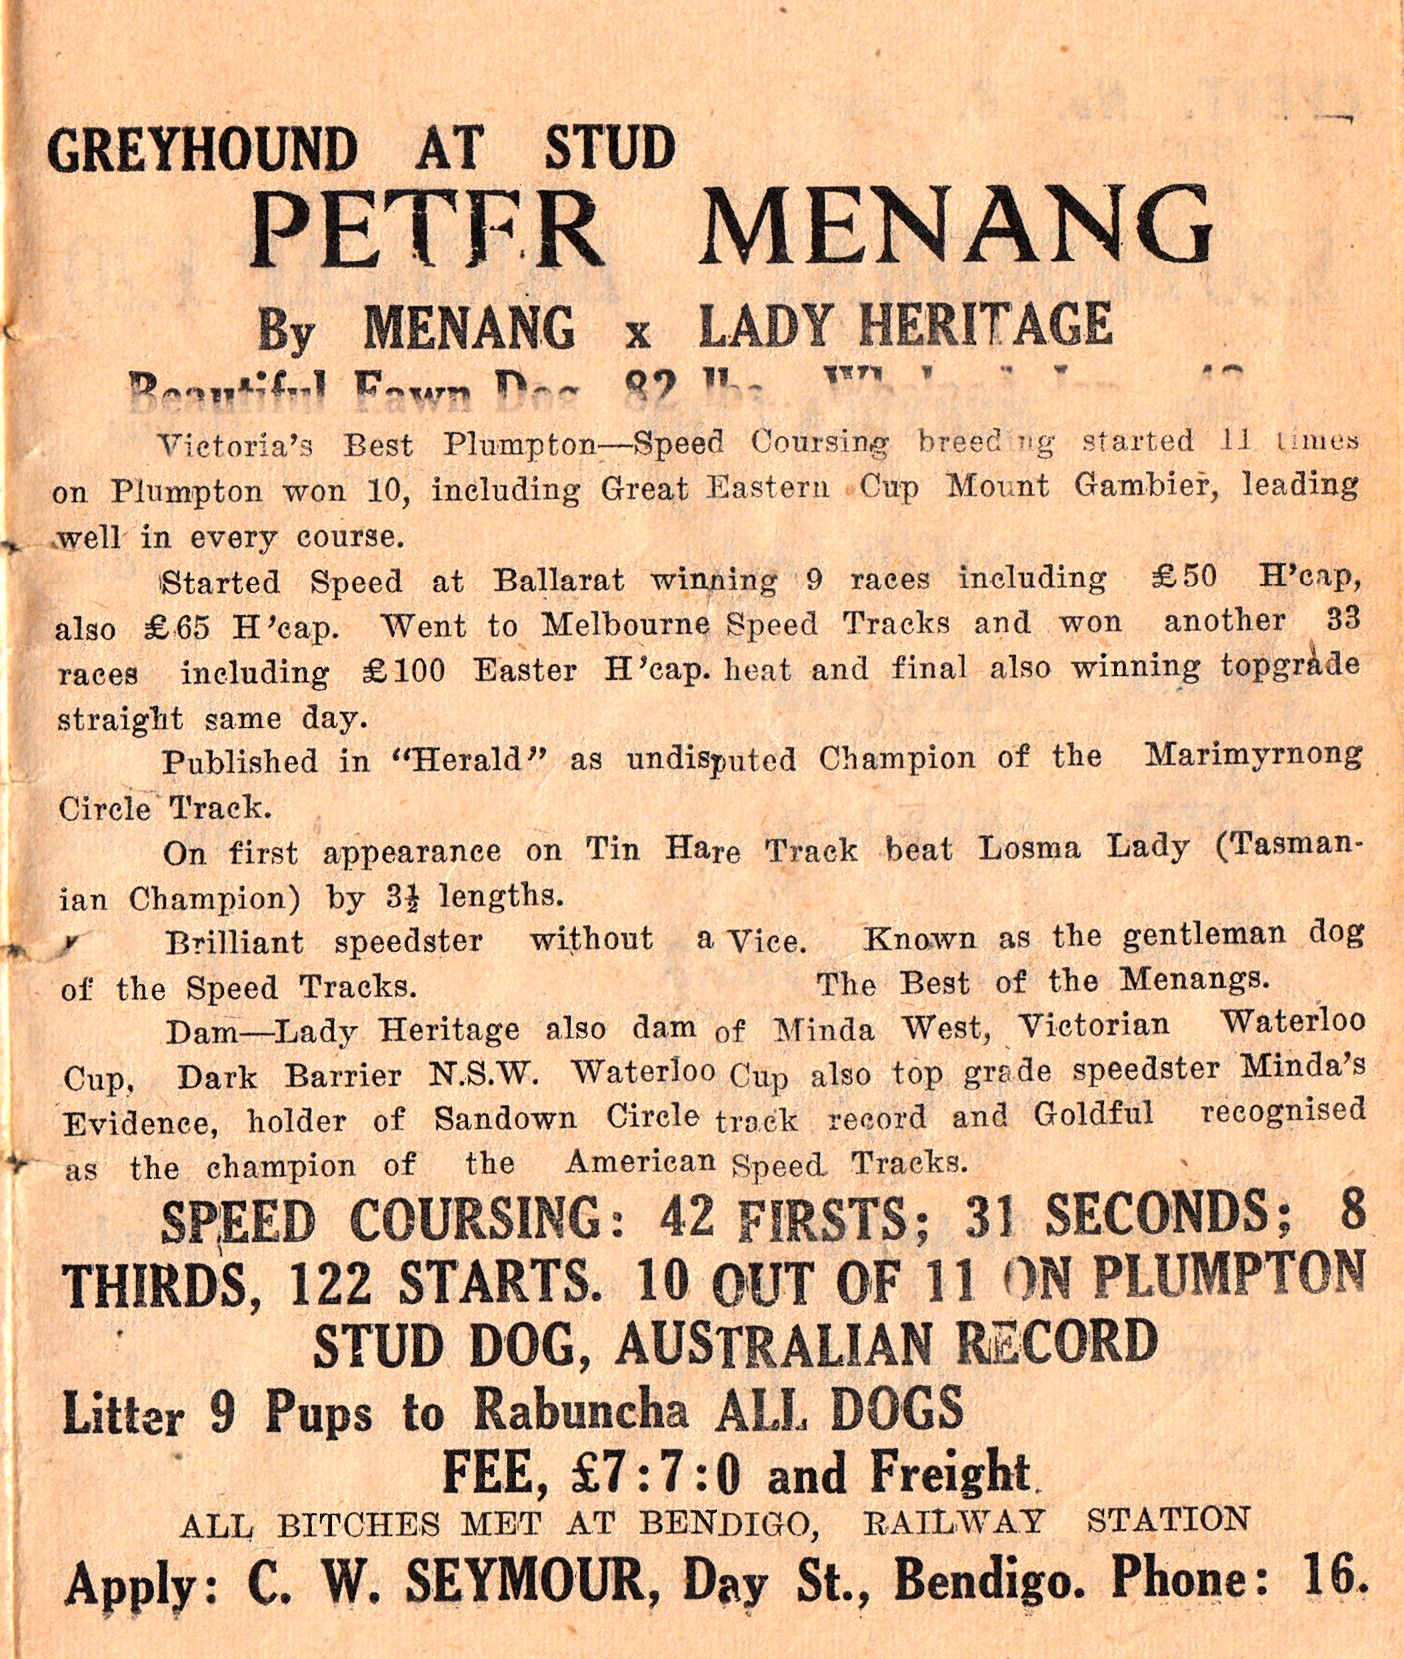 GREYHOUND AT STUD
PETER MENANG
By MENANG x LADY HERITAGE
Beautiful Fawn Dog 82 lbs.
Victoria's Best Plumpton—Speed Coursing breeding started 11 times
on Plumpton won 10, including Great Eastern Cup Mount Gambier, leading
well in every course.
Started Speed at Ballarat winning 9 races including £50 H'cap,
also £65 H'cap. Went to Melbourne Speed Tracks and won another 33
races including £100 Easter H'cap. heat and final also winning topgrade
straight same day.
Published in "Herald" as undisputed Champion of the Marimyrnong
Circle Track.
On first appearance on Tin Hare Track beat Losma Lady (Tasman-
ian Champion) by 3½ lengths.
Brilliant speedster without a Vice. Known as the gentleman dog
of the Speed Tracks. The Best of the Menangs.
Dam—Lady Heritage also dam of Minda West, Victorian Waterloo
Cup, Dark Barrier N.S.W. Waterloo Cup also top grade speedster Minda's
Evidence, holder of Sandown Circle track record and Goldful recognised
as the champion of the American Speed Tracks.
SPEED COURSING: 42 FIRSTS; 31 SECONDS; 8
THIRDS, 122 STARTS. 10 OUT OF 11 ON PLUMPTON
STUD DOG, AUSTRALIAN RECORD
Litter 9 Pups to Rabuncha ALL DOGS
FEE, £7:7:0 and Freight.
ALL BITCHES MET AT BENDIGO, RAILWAY STATION
Apply: C. W. SEYMOUR, Day St., Bendigo. Phone: 16.